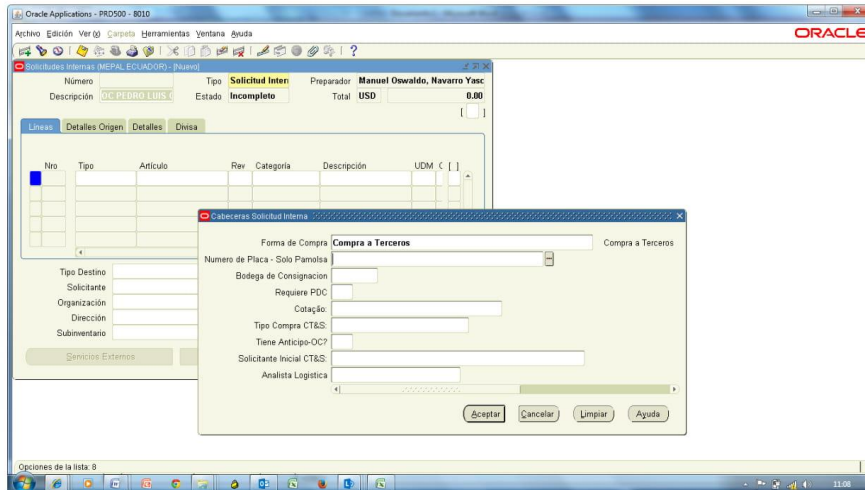 Oracle Applications - PRD500 - 8010
Archivo Edición Ver(y) Carpeta Herramientas Ventana Ayuda
ORACLE
Solicitudes Internas (MEPAL ECUADOR) - [Nuevo]
Número Tipo Solicitud Inter Preparador Manuel Oswaldo, Navarro Yasc
Descripción OC PEDRO LUIS Estado Incompleto Total USD 0.00
[ ]
Líneas Detalles Origen Detalles Divisa
Nro Tipo Artículo Rev Categoría Descripción UDM C [ ]
Cabeceras Solicitud Interna
Forma de Compra Compra a Terceros Compra a Terceros
Numero de Placa - Solo Pamolsa
Bodega de Consignacion
Requiere PDC
Cotação:
Tipo Compra CT&S:
Tiene Anticipo-OC?
Solicitante Inicial CT&S:
Analista Logistica
Aceptar Cancelar Limpiar Ayuda
Tipo Destino
Solicitante
Organización
Dirección
Subinventario
Servicios Externos
Opciones de la lista: 8
11:08